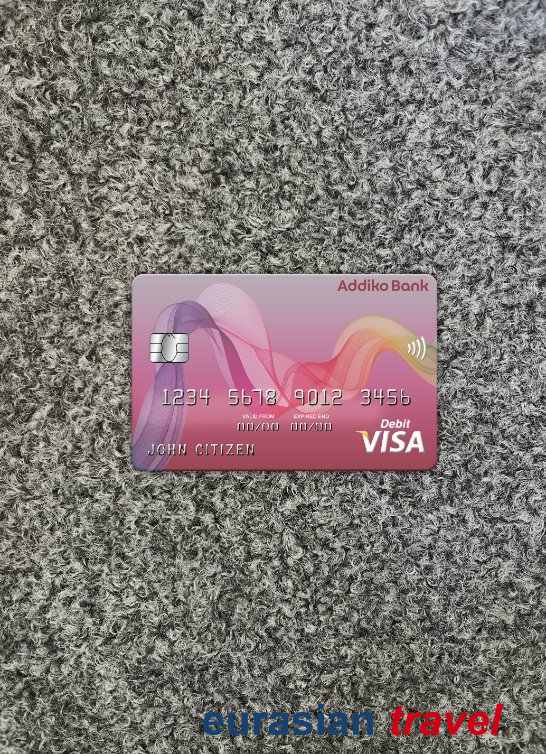 Addiko Bank
1234 5678 9012 3456
VALID FROM EXPIRES END
00/00 00/00
Debit
VISA
JOHN CITIZEN
eurasian travel